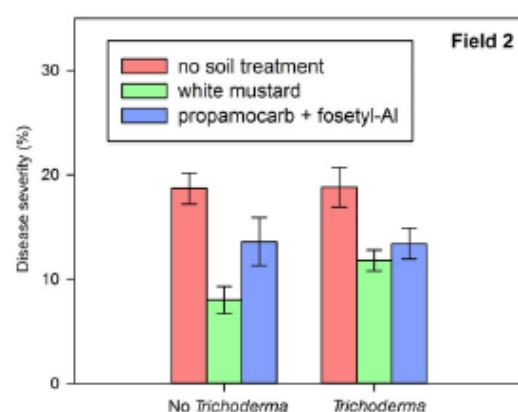 Field 2
no soil treatment
white mustard
propamocarb + fosetyl-Al
Disease severity (%)
30
20
10
0
No Trichoderma
Trichoderma